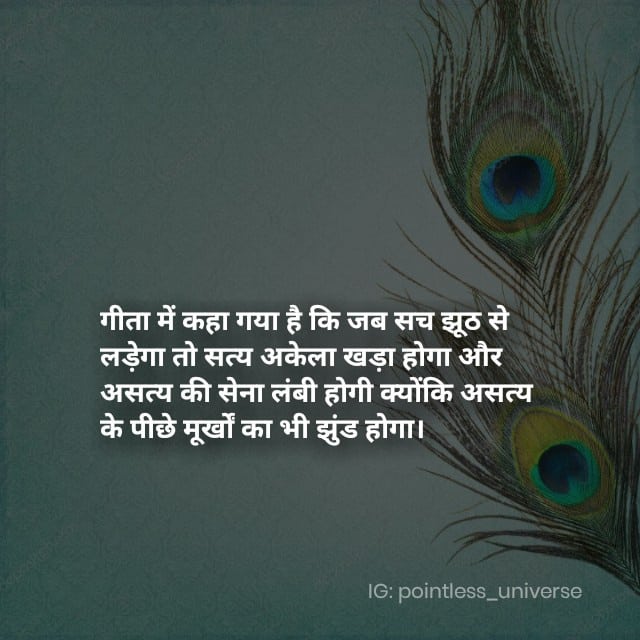 गीता में कहा गया है कि जब सच झूठ से
लड़ेगा तो सत्य अकेला खड़ा होगा और
असत्य की सेना लंबी होगी क्योंकि असत्य
के पीछे मूर्खों का भी झुंड होगा।
IG: pointless_universe